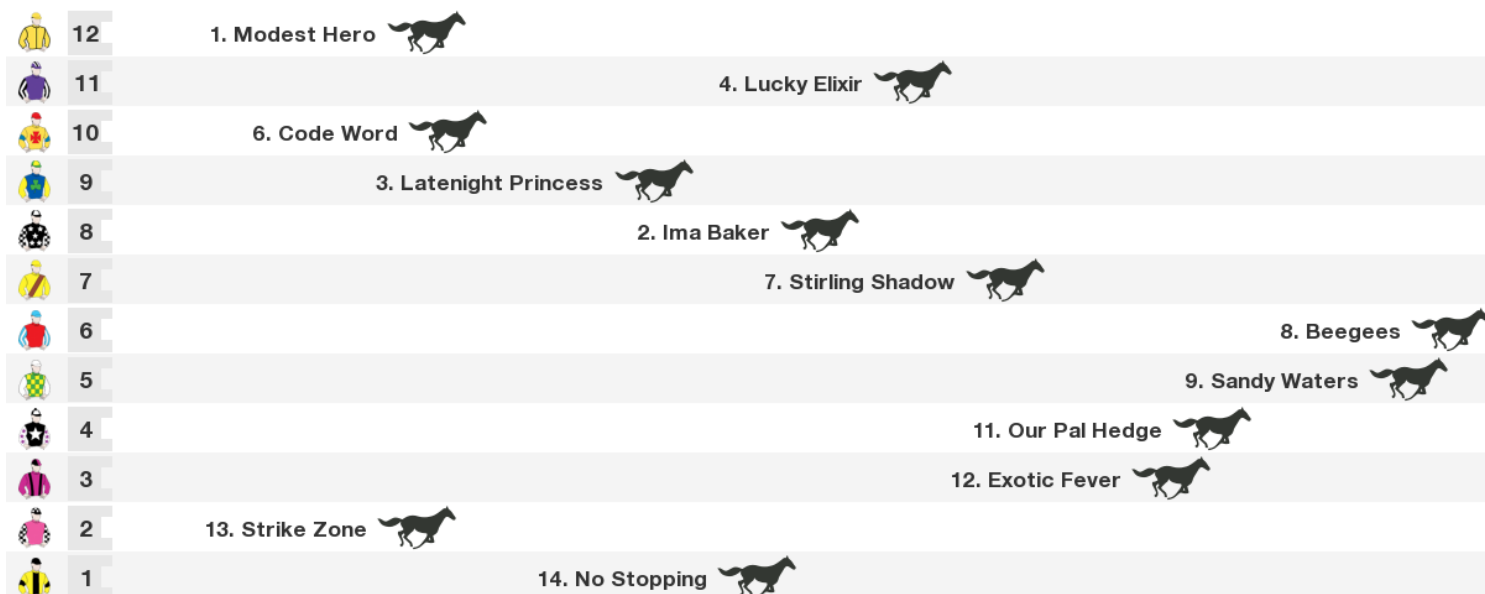 12 1. Modest Hero
11 4. Lucky Elixir
10 6. Code Word
9 3. Latenight Princess
8 2. Ima Baker
7 7. Stirling Shadow
6 8. Beegees
5 9. Sandy Waters
4 11. Our Pal Hedge
3 12. Exotic Fever
2 13. Strike Zone
1 14. No Stopping